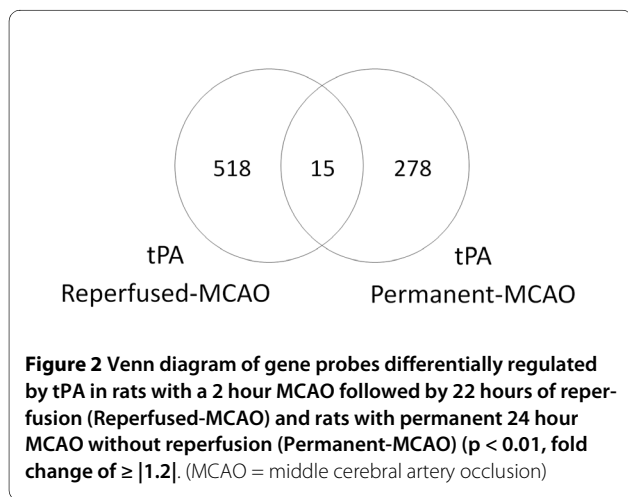 518 15 278
tPA tPA
Reperfused-MCAO Permanent-MCAO
Figure 2 Venn diagram of gene probes differentially regulated
by tPA in rats with a 2 hour MCAO followed by 22 hours of reper-
fusion (Reperfused-MCAO) and rats with permanent 24 hour
MCAO without reperfusion (Permanent-MCAO) (p < 0.01, fold
change of ≥ |1.2|. (MCAO = middle cerebral artery occlusion)